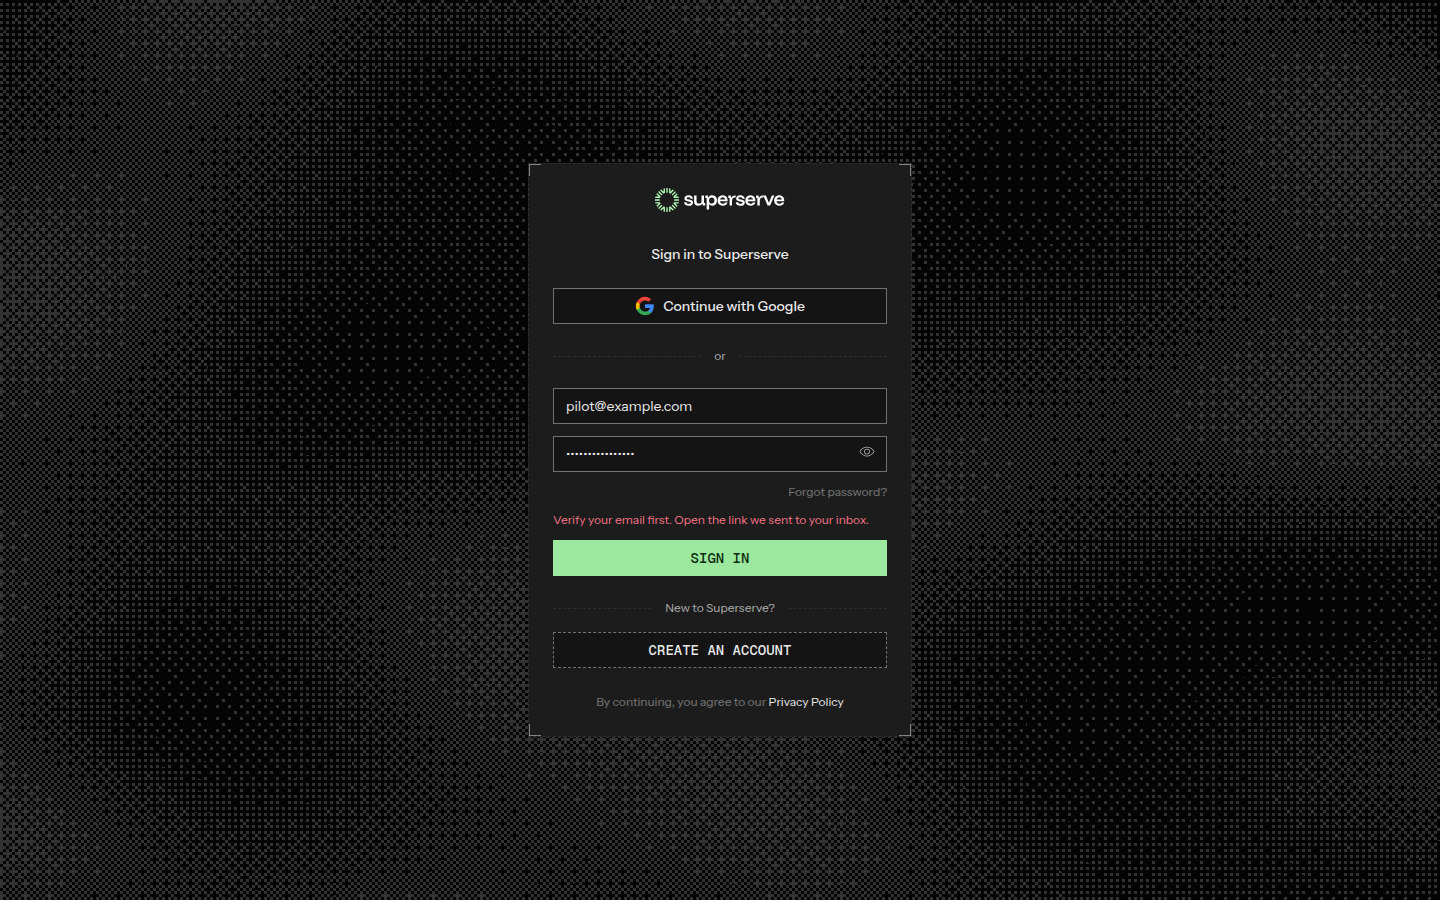 superserve
Sign in to Superserve
Continue with Google
or
pilot@example.com
••••••••••••••••
Forgot password?
Verify your email first. Open the link we sent to your inbox.
SIGN IN
New to Superserve?
CREATE AN ACCOUNT
By continuing, you agree to our Privacy Policy